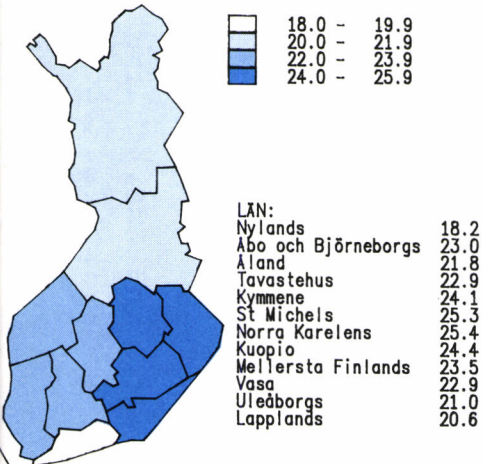 18.0 - 19.9
20.0 - 21.9
22.0 - 23.9
24.0 - 25.9
LÄN:
Nylands 18.2
Åbo och Björneborgs 23.0
Åland 21.8
Tavastehus 22.9
Kymmene 24.1
St Michels 25.3
Norra Karelens 25.4
Kuopio 24.4
Mellersta Finlands 23.5
Vasa 22.9
Uleåborgs 21.0
Lapplands 20.6